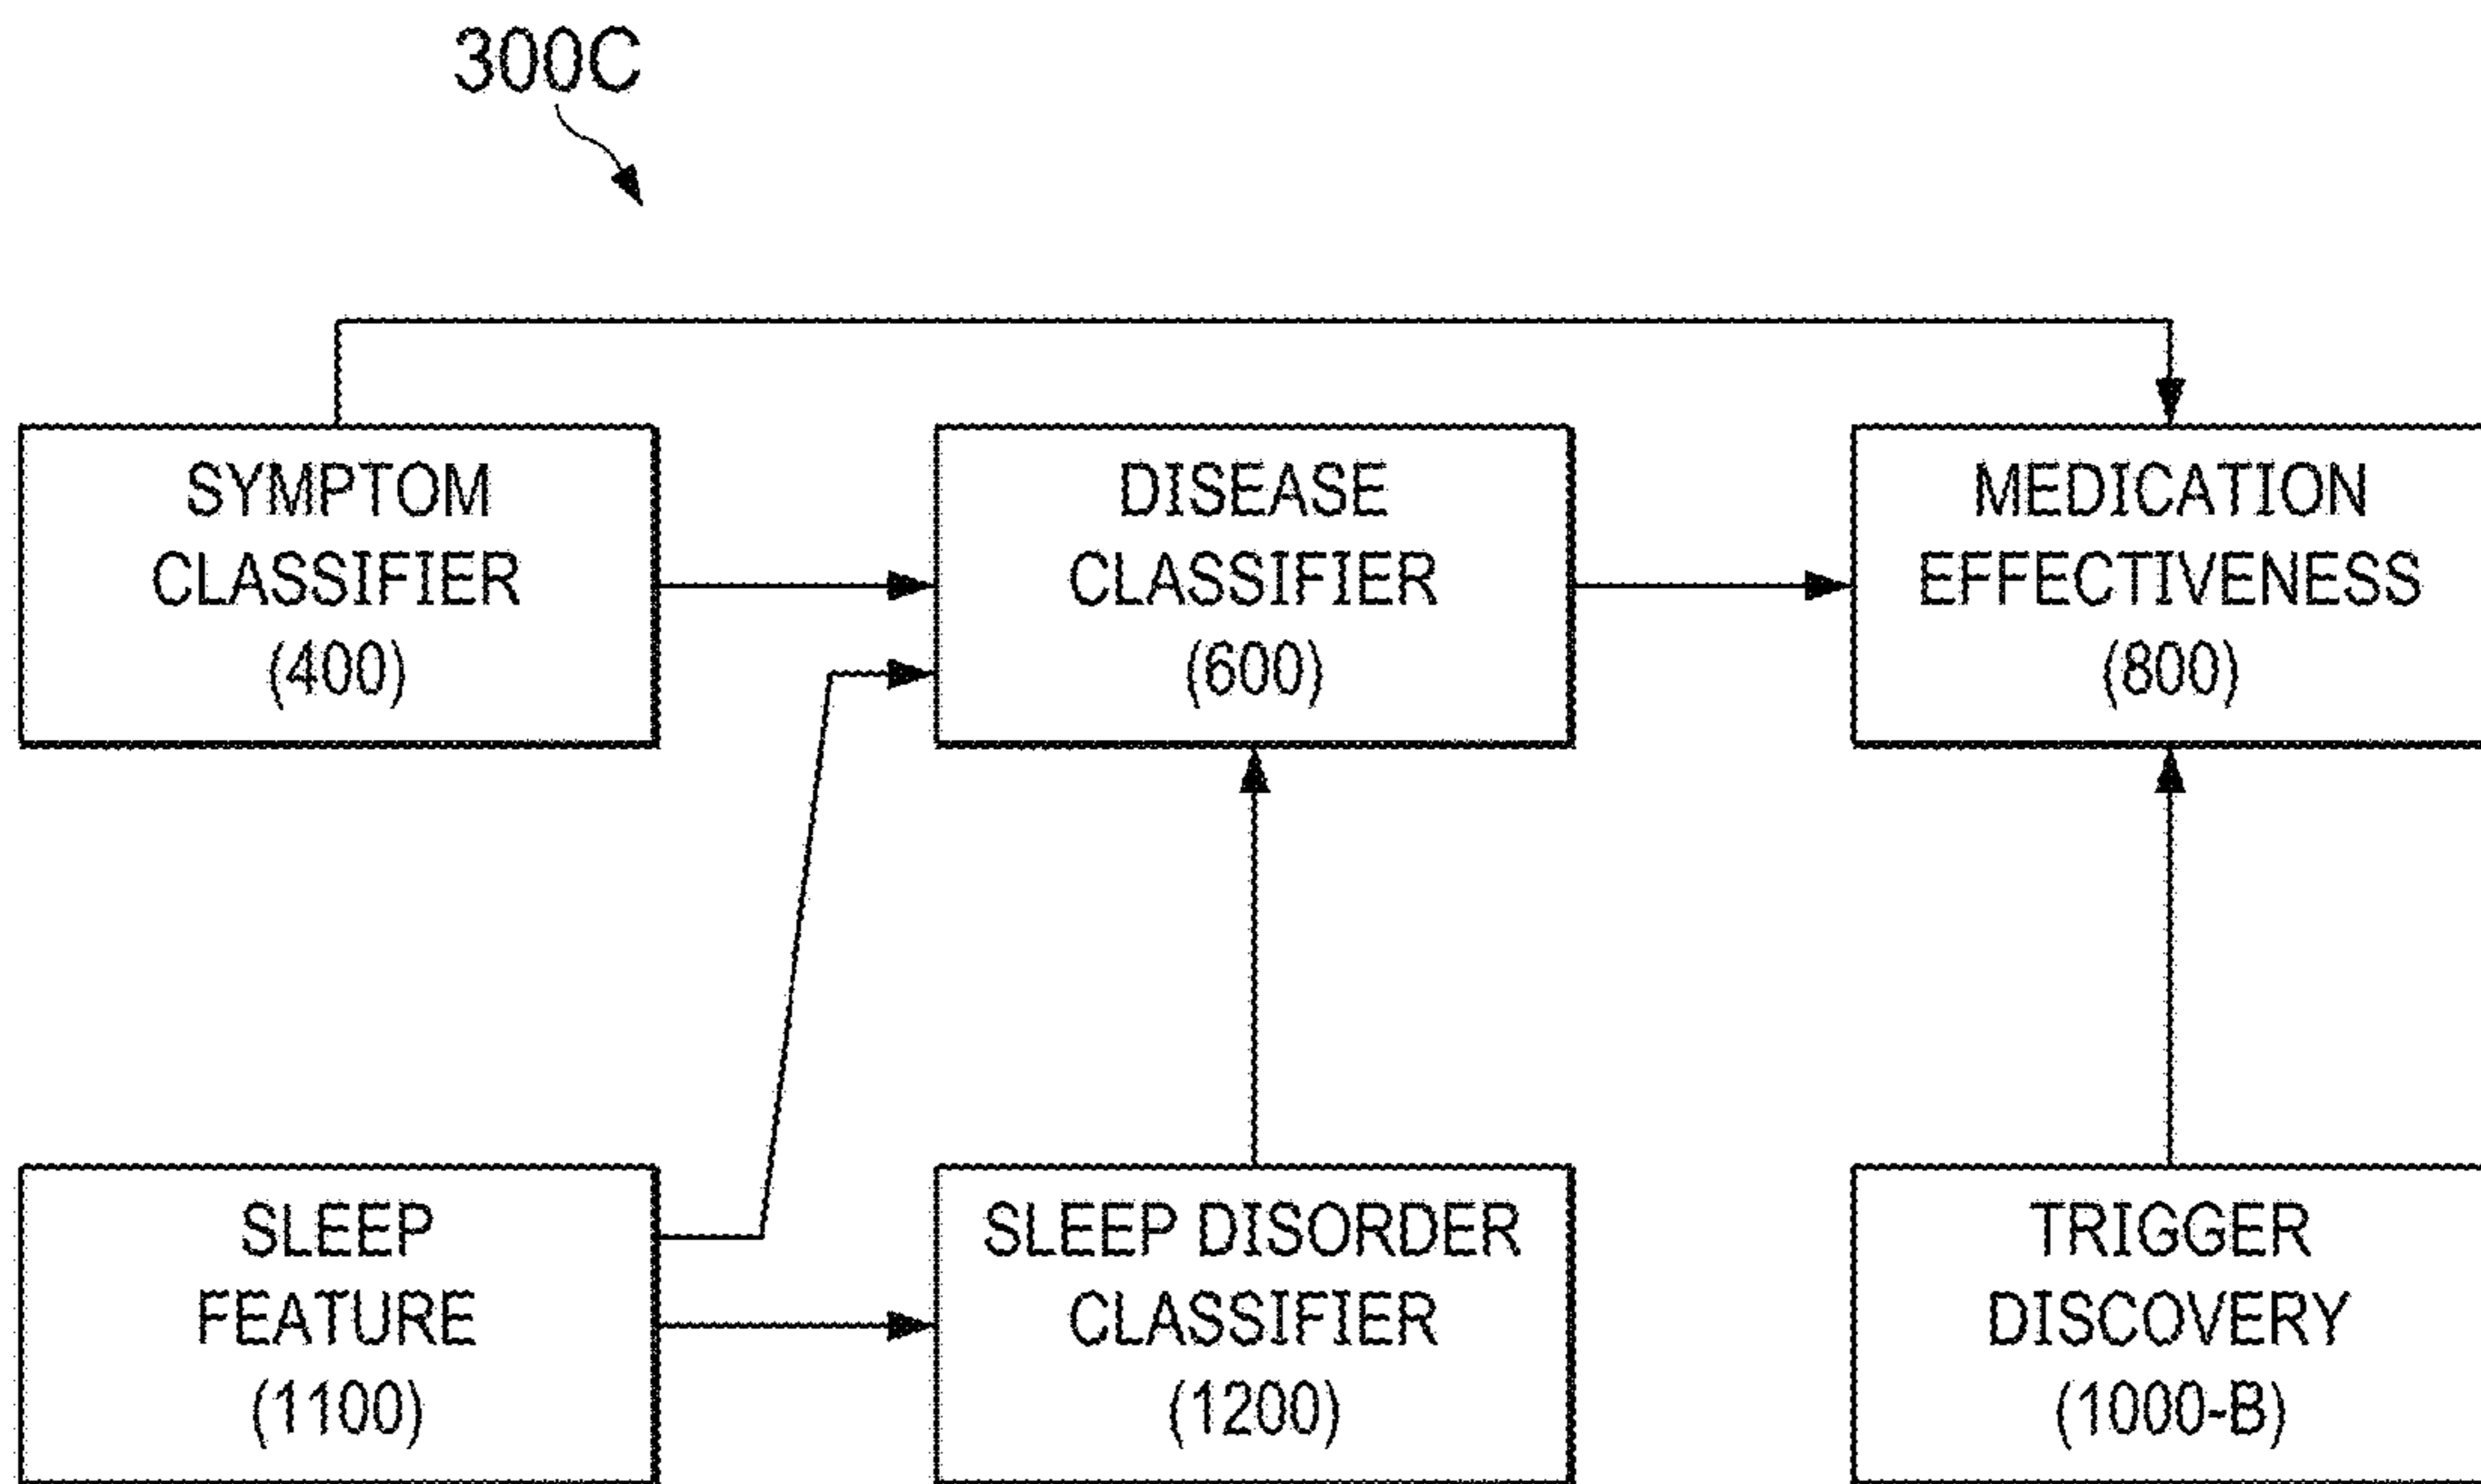 300C
SYMPTOM
CLASSIFIER
(400)
DISEASE
CLASSIFIER
(600)
MEDICATION
EFFECTIVENESS
(800)
SLEEP
FEATURE
(1100)
SLEEP DISORDER
CLASSIFIER
(1200)
TRIGGER
DISCOVERY
(1000-B)